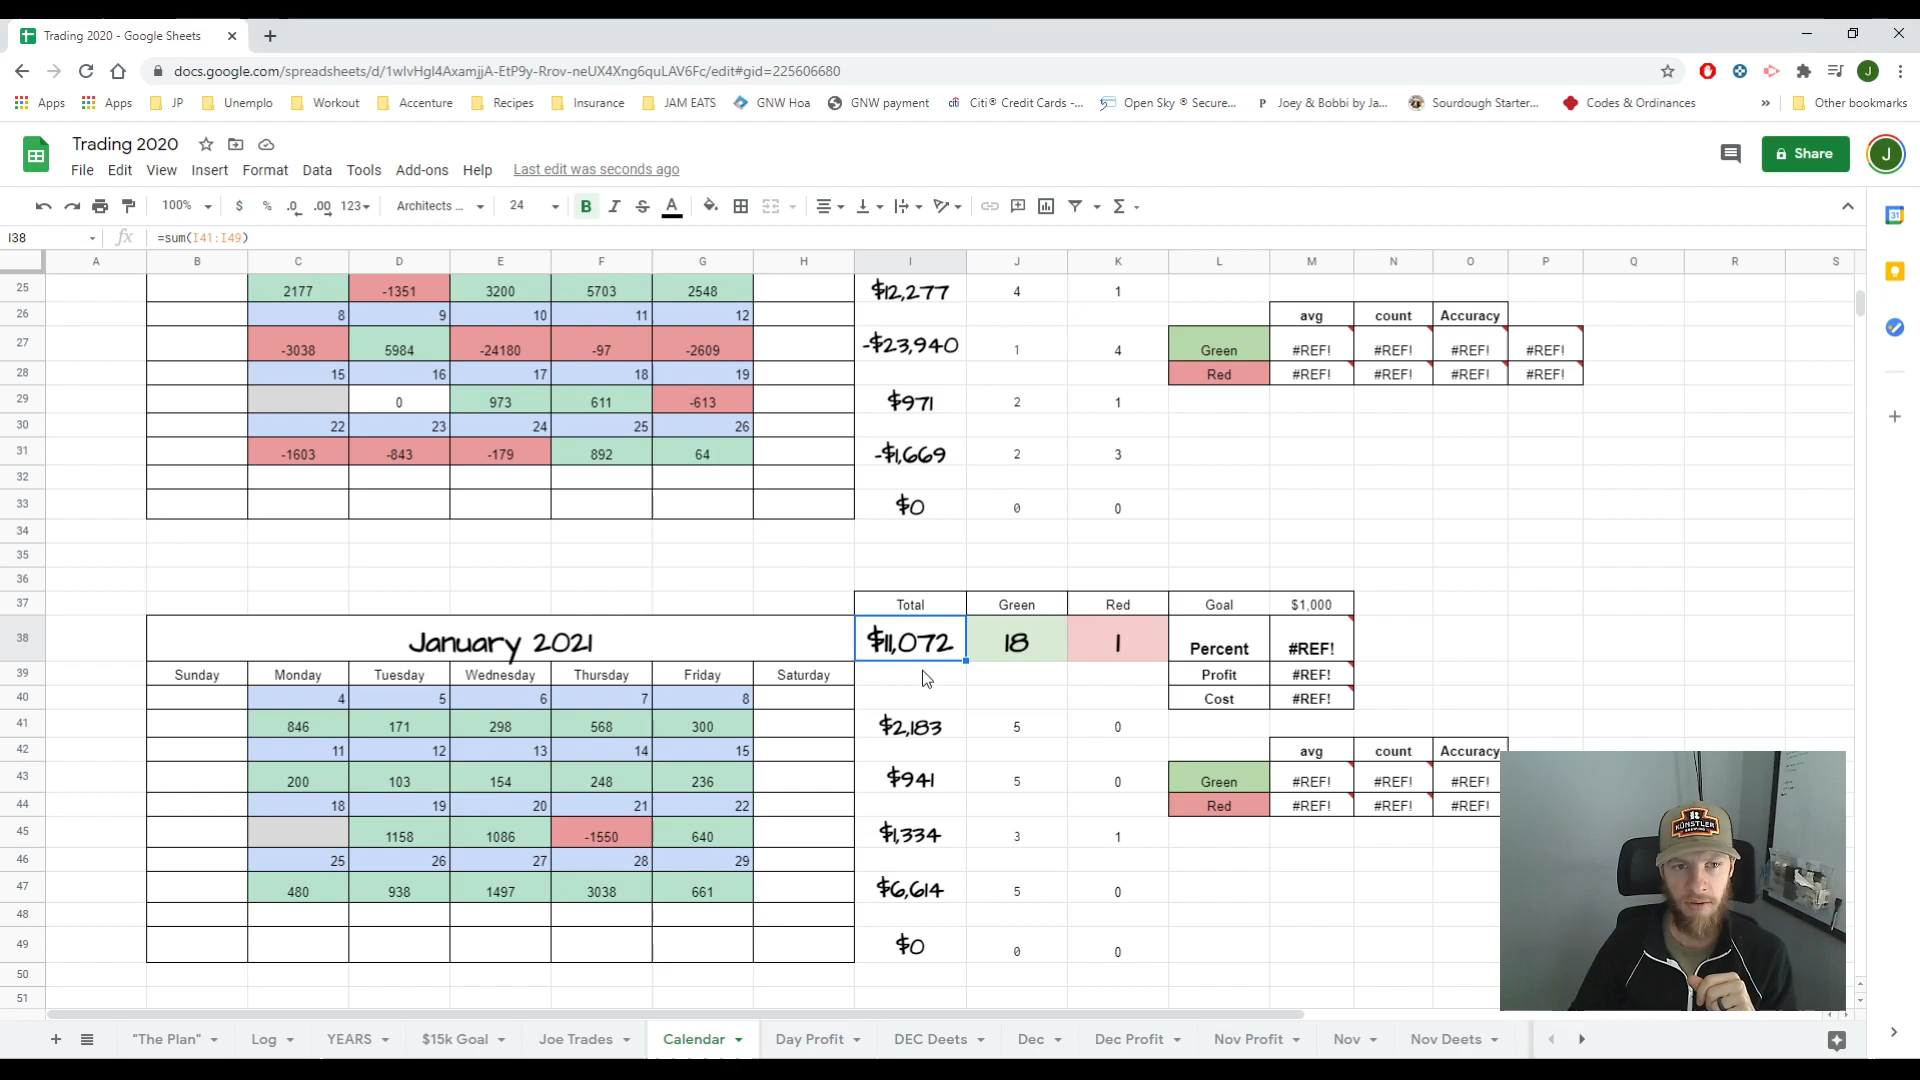 Trading 2020 - Google Sheets
docs.google.com/spreadsheets/d/1wlvHgl4AxamjjA-EtP9y-Rrov-neUX4Xng6quLAV6Fc/edit#gid=225606680
J
Apps Apps JP Unemplo Workout Accenture Recipes Insurance JAM EATS GNW Hoa GNW payment Citi® Credit Cards -... Open Sky ® Secure... Joey & Bobbi by Ja... Sourdough Starter... Codes & Ordinances » Other bookmarks
Trading 2020
Share
J
File Edit View Insert Format Data Tools Add-ons Help Last edit was seconds ago
100% $ % .0 .00 123 Architects ... 24 B I S A Σ
I38 fx =sum(I41:I49)
A B C D E F G H I J K L M N O P Q R S
25 2177 -1351 3200 5703 2548 $12,277 4 1
26 8 9 10 11 12 avg count Accuracy
27 -3038 5984 -24180 -97 -2609 -$23,940 1 4 Green #REF! #REF! #REF! #REF!
28 15 16 17 18 19 Red #REF! #REF! #REF! #REF!
29 0 973 611 -613 $971 2 1
30 22 23 24 25 26
31 -1603 -843 -179 892 64 -$1,669 2 3
32
33 $0 0 0
34
35
36
37 Total Green Red Goal $1,000
38 January 2021 $11,072 18 1 Percent #REF!
39 Sunday Monday Tuesday Wednesday Thursday Friday Saturday Profit #REF!
40 4 5 6 7 8 Cost #REF!
41 846 171 298 568 300 $2,183 5 0
42 11 12 13 14 15 avg count Accuracy
43 200 103 154 248 236 $941 5 0 Green #REF! #REF! #REF!
44 18 19 20 21 22 Red #REF! #REF! #REF!
45 1158 1086 -1550 640 $1,334 3 1
46 25 26 27 28 29
47 480 938 1497 3038 661 $6,614 5 0
48
49 $0 0 0
50
51
KÜNSTLER
"The Plan" Log YEARS $15k Goal Joe Trades Calendar Day Profit DEC Deets Dec Dec Profit Nov Profit Nov Nov Deets